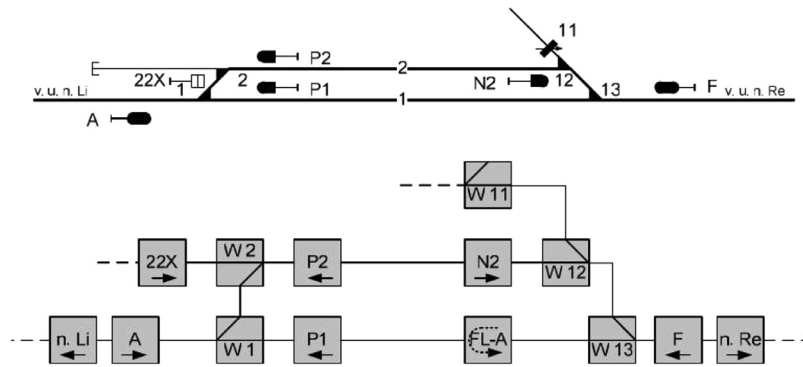 11
P2
2
22X
1
2
P1
N2
12
13
F
v. u. n. Li
1
v. u. n. Re
A
W 11
22X
W 2
P2
N2
W 12
n. Li
A
W 1
P1
FL-A
W 13
F
n. Re